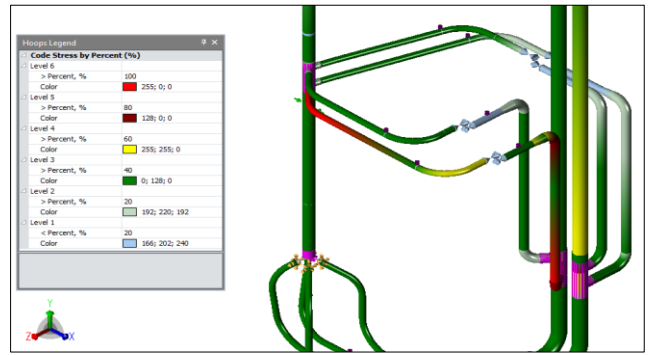 Hoops Legend
Code Stress by Percent (%)
Level 6
> Percent, % 100
Color 255; 0; 0
Level 5
> Percent, % 80
Color 128; 0; 0
Level 4
> Percent, % 60
Color 255; 255; 0
Level 3
> Percent, % 40
Color 0; 128; 0
Level 2
> Percent, % 20
Color 192; 220; 192
Level 1
< Percent, % 20
Color 166; 202; 240
Y
Z
X